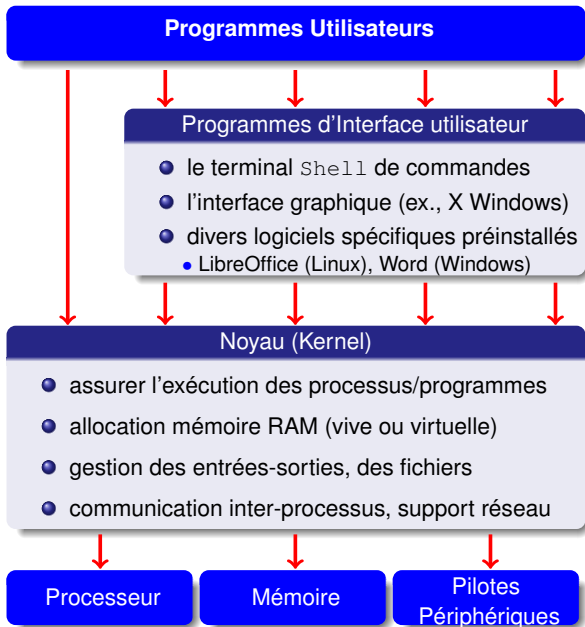 Programmes Utilisateurs
Programmes d'Interface utilisateur
le terminal Shell de commandes
l'interface graphique (ex., X Windows)
divers logiciels spécifiques préinstallés
• LibreOffice (Linux), Word (Windows)
Noyau (Kernel)
assurer l'exécution des processus/programmes
allocation mémoire RAM (vive ou virtuelle)
gestion des entrées-sorties, des fichiers
communication inter-processus, support réseau
Processeur
Mémoire
Pilotes
Périphériques